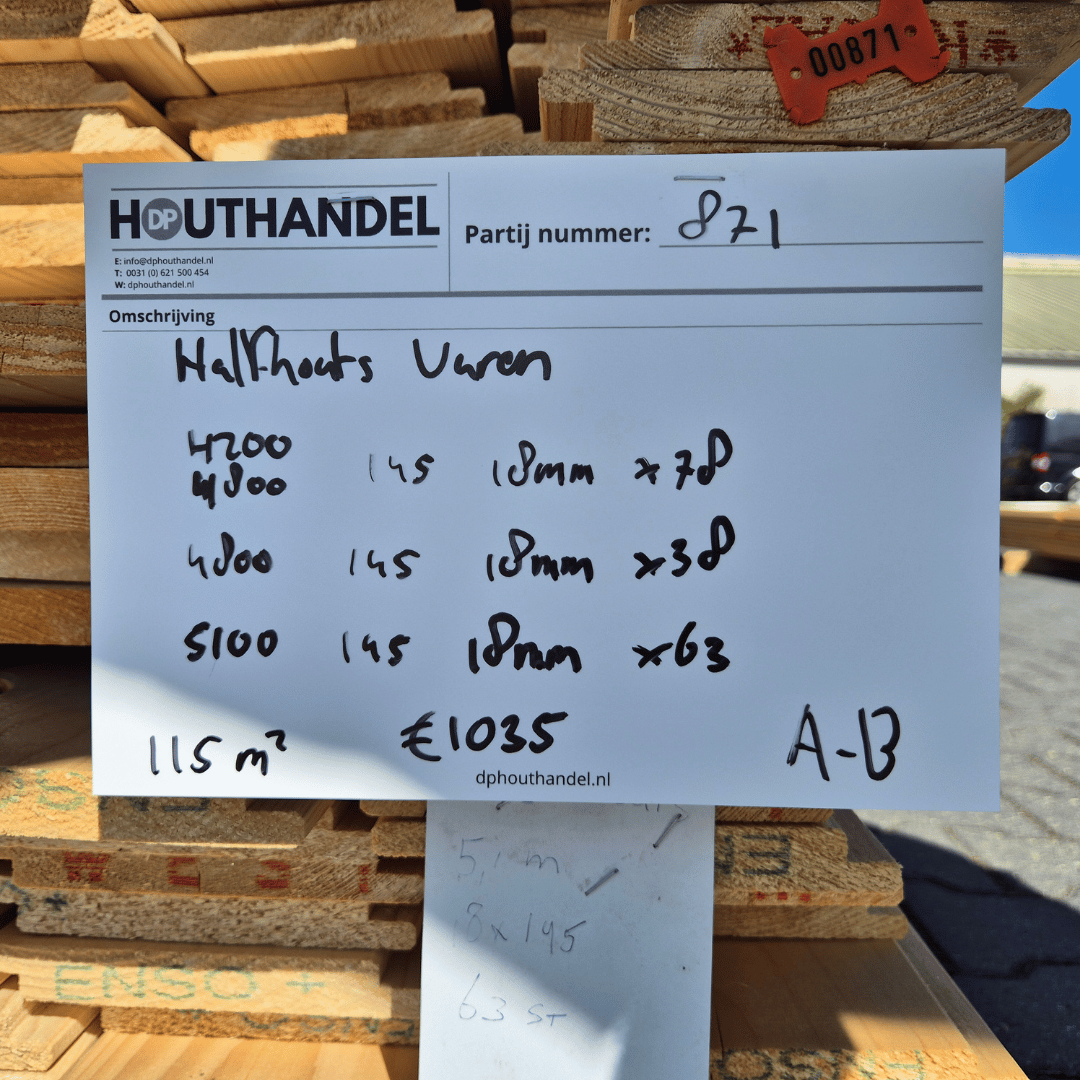 00871
HOUTHANDEL
DP
Partij nummer: 871
E: info@dphouthandel.nl
T: 0031 (0) 621 500 454
W: dphouthandel.nl
Omschrijving
Halfhouts Vuren
4200
4800 145 18mm x78
4800 145 18mm x38
5100 145 18mm x63
115 m² €1035 A-B
dphouthandel.nl
5,1 m
18x145
63 ST
ENSO +